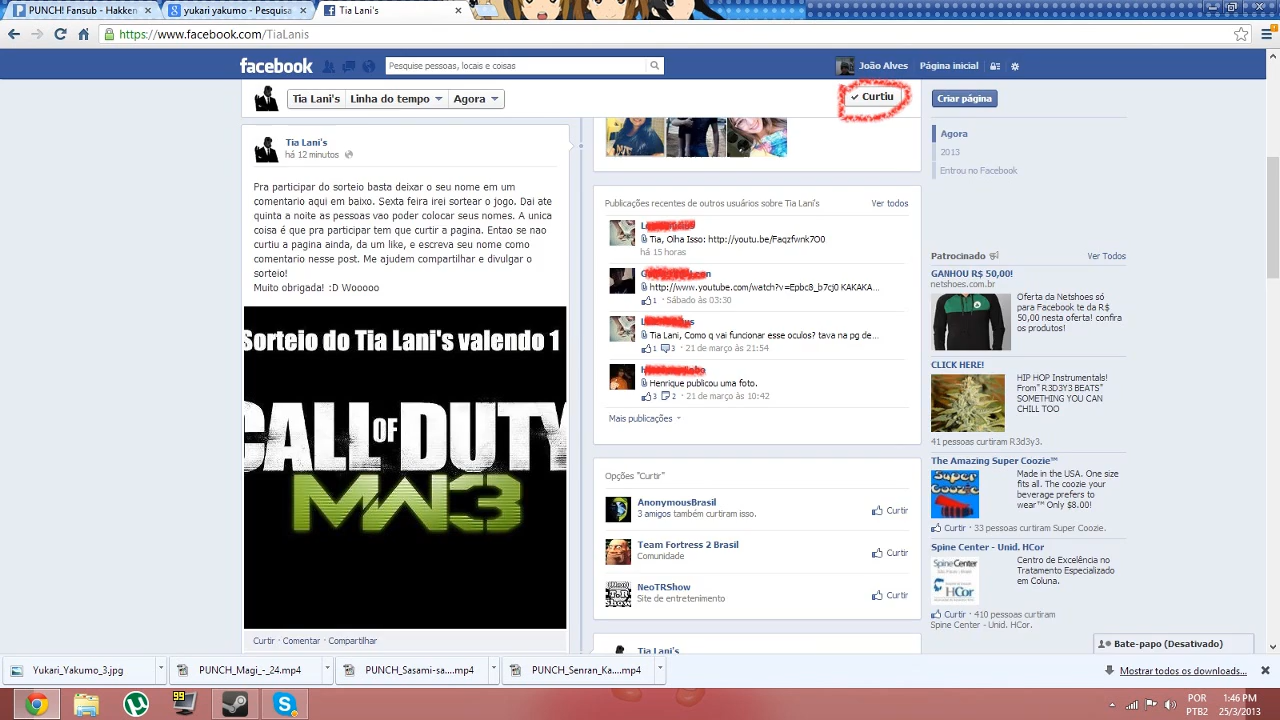 PUNCH! Fansub - Hakken
yukari yakumo - Pesquisa
Tia Lani's
https://www.facebook.com/TiaLanis
facebook
Pesquise pessoas, locais e coisas
João Alves
Página inicial
Tia Lani's
Linha do tempo
Agora
✓ Curtiu
Criar página
Tia Lani's
há 12 minutos
Pra participar do sorteio basta deixar o seu nome em um
comentario aqui em baixo. Sexta feira irei sortear o jogo. Dai ate
quinta a noite as pessoas vao poder colocar seus nomes. A unica
coisa é que pra participar tem que curtir a pagina. Entao se nao
curtiu a pagina ainda, da um like, e escreva seu nome como
comentario nesse post. Me ajudem compartilhar e divulgar o
sorteio!
Muito obrigada! :D Wooooo
Sorteio do Tia Lani's valendo 1
CALL OF DUTY
MW3
Curtir · Comentar · Compartilhar
Publicações recentes de outros usuários sobre Tia Lani's
Ver todos
Tia, Olha Isso: http://youtu.be/Faqzfwnk7O0
há 15 horas
http://www.youtube.com/watch?v=Epbc8_b7cj0 KAKAKA...
1 · Sábado às 03:30
Tia Lani, Como q vai funcionar esse oculos? tava na pg de...
1 3 · 21 de março às 21:54
Henrique publicou uma foto.
3 2 · 21 de março às 10:42
Mais publicações
Opções "Curtir"
AnonymousBrasil
3 amigos também curtiram isso.
Curtir
Team Fortress 2 Brasil
Comunidade
Curtir
NeoTRShow
Site de entretenimento
Curtir
Tia Lani's
Agora
2013
Entrou no Facebook
Patrocinado
Ver Todos
GANHOU R$ 50,00!
netshoes.com.br
Oferta da Netshoes só
para Facebook te da R$
50,00 nesta oferta! confira
os produtos!
CLICK HERE!
HIP HOP Instrumentals!
From" R3D3Y3 BEATS"
SOMETHING YOU CAN
CHILL TOO
41 pessoas curtiram R3d3y3.
The Amazing Super Coozie™
Super
Coozie
Made in the USA. One size
fits all. The coozie your
beverage prefers to
wear™ Only $8.00!
Curtir · 33 pessoas curtiram Super Coozie.
Spine Center - Unid. HCor
SpineCenter
HCor
Centro de Excelência no
Tratamento Especializado
em Coluna.
Curtir · 410 pessoas curtiram
Spine Center - Unid. HCor.
Bate-papo (Desativado)
Yukari_Yakumo_3.jpg
PUNCH_Magi_-_24.mp4
PUNCH_Sasami-sa....mp4
PUNCH_Senran_Ka....mp4
Mostrar todos os downloads...
99
POR
PTB2
1:46 PM
25/3/2013